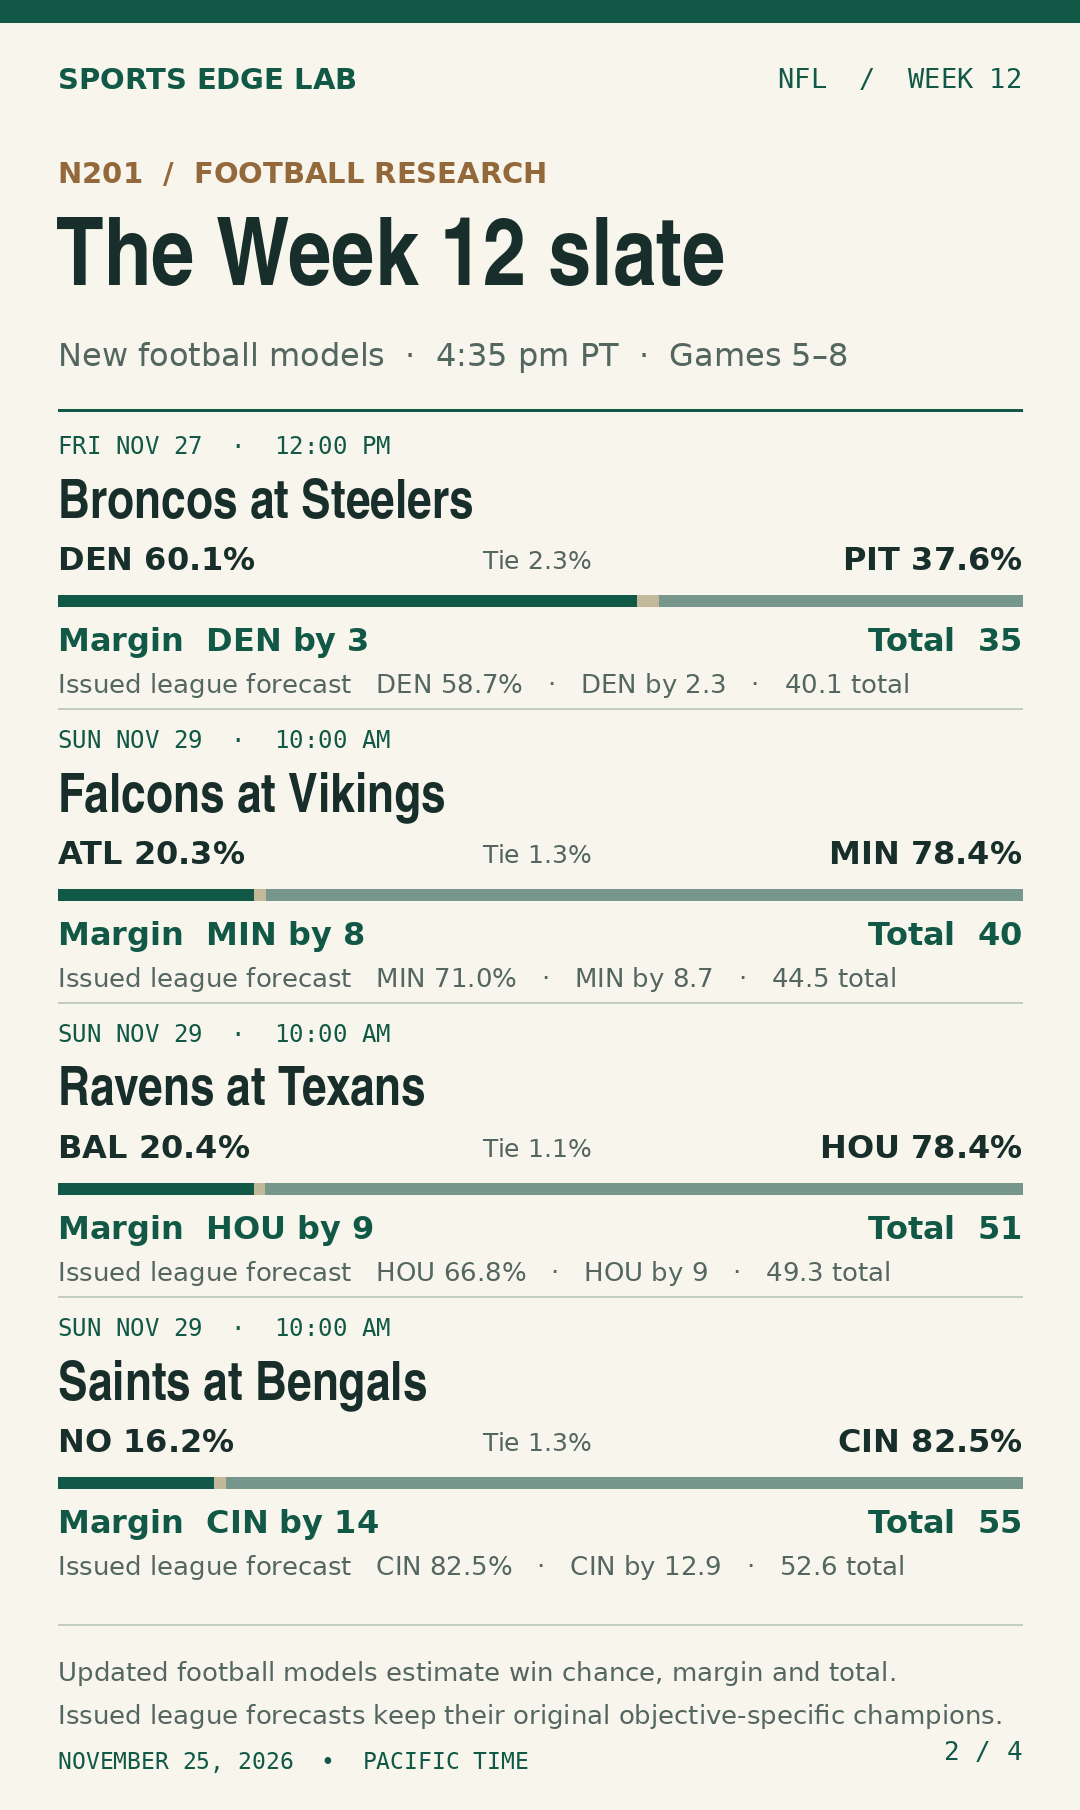 SPORTS EDGE LAB NFL / WEEK 12
N201 / FOOTBALL RESEARCH
The Week 12 slate
New football models · 4:35 pm PT · Games 5–8
FRI NOV 27 · 12:00 PM
Broncos at Steelers
DEN 60.1% Tie 2.3% PIT 37.6%
Margin DEN by 3 Total 35
Issued league forecast DEN 58.7% · DEN by 2.3 · 40.1 total
SUN NOV 29 · 10:00 AM
Falcons at Vikings
ATL 20.3% Tie 1.3% MIN 78.4%
Margin MIN by 8 Total 40
Issued league forecast MIN 71.0% · MIN by 8.7 · 44.5 total
SUN NOV 29 · 10:00 AM
Ravens at Texans
BAL 20.4% Tie 1.1% HOU 78.4%
Margin HOU by 9 Total 51
Issued league forecast HOU 66.8% · HOU by 9 · 49.3 total
SUN NOV 29 · 10:00 AM
Saints at Bengals
NO 16.2% Tie 1.3% CIN 82.5%
Margin CIN by 14 Total 55
Issued league forecast CIN 82.5% · CIN by 12.9 · 52.6 total
Updated football models estimate win chance, margin and total.
Issued league forecasts keep their original objective-specific champions.
NOVEMBER 25, 2026 • PACIFIC TIME 2 / 4